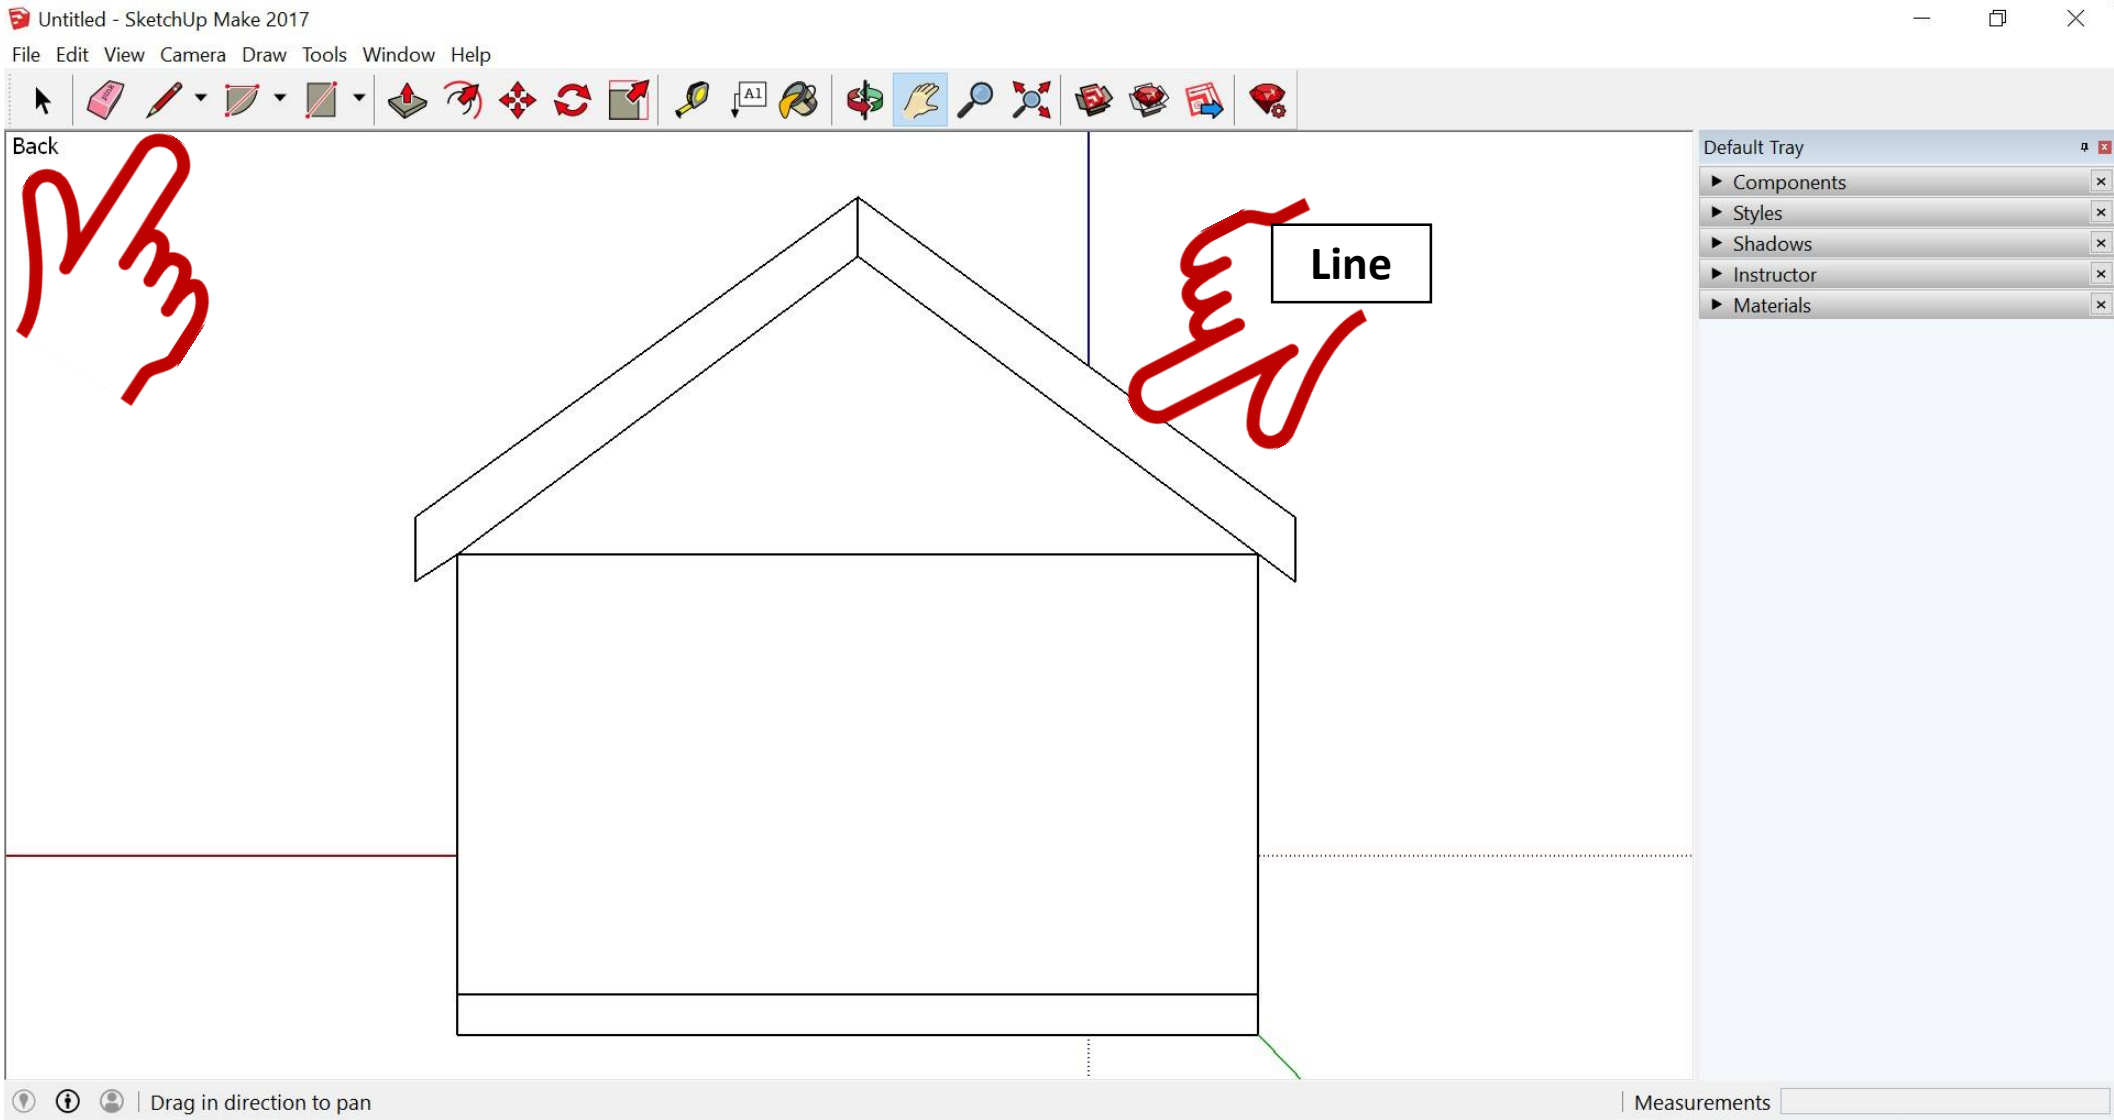 Untitled - SketchUp Make 2017
File Edit View Camera Draw Tools Window Help
A1
Back
Line
Default Tray
Components
Styles
Shadows
Instructor
Materials
Drag in direction to pan
Measurements